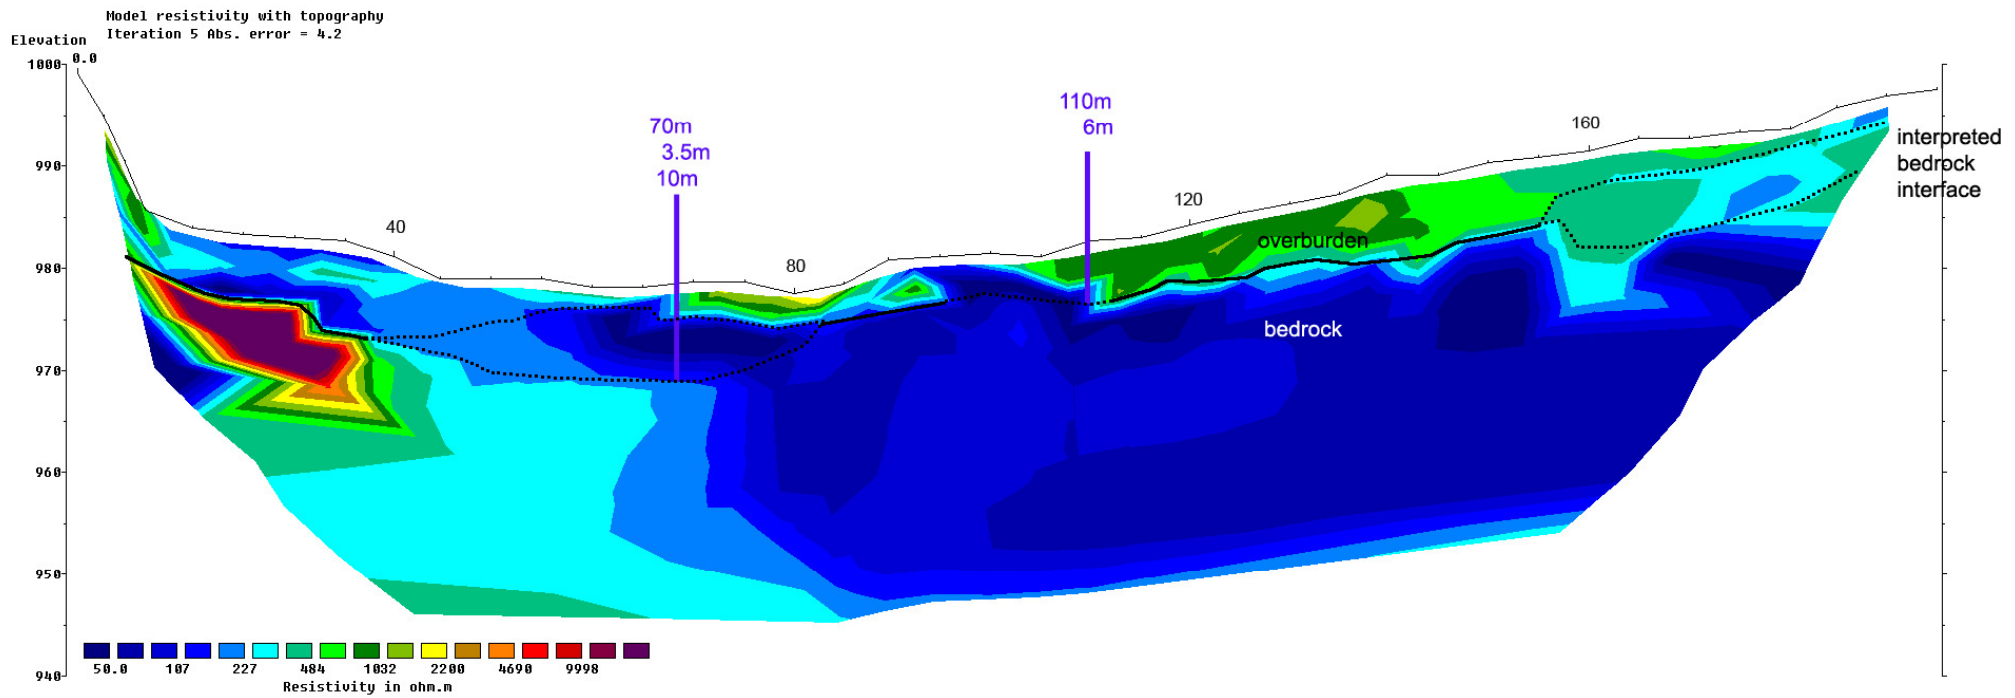 Model resistivity with topography
Iteration 5 Abs. error = 4.2
Elevation
0.0
1000
990
980
970
960
950
940
40
80
120
160
70m
3.5m
10m
110m
6m
overburden
bedrock
interpreted
bedrock
interface
50.0 107 227 484 1032 2200 4690 9998
Resistivity in ohm.m